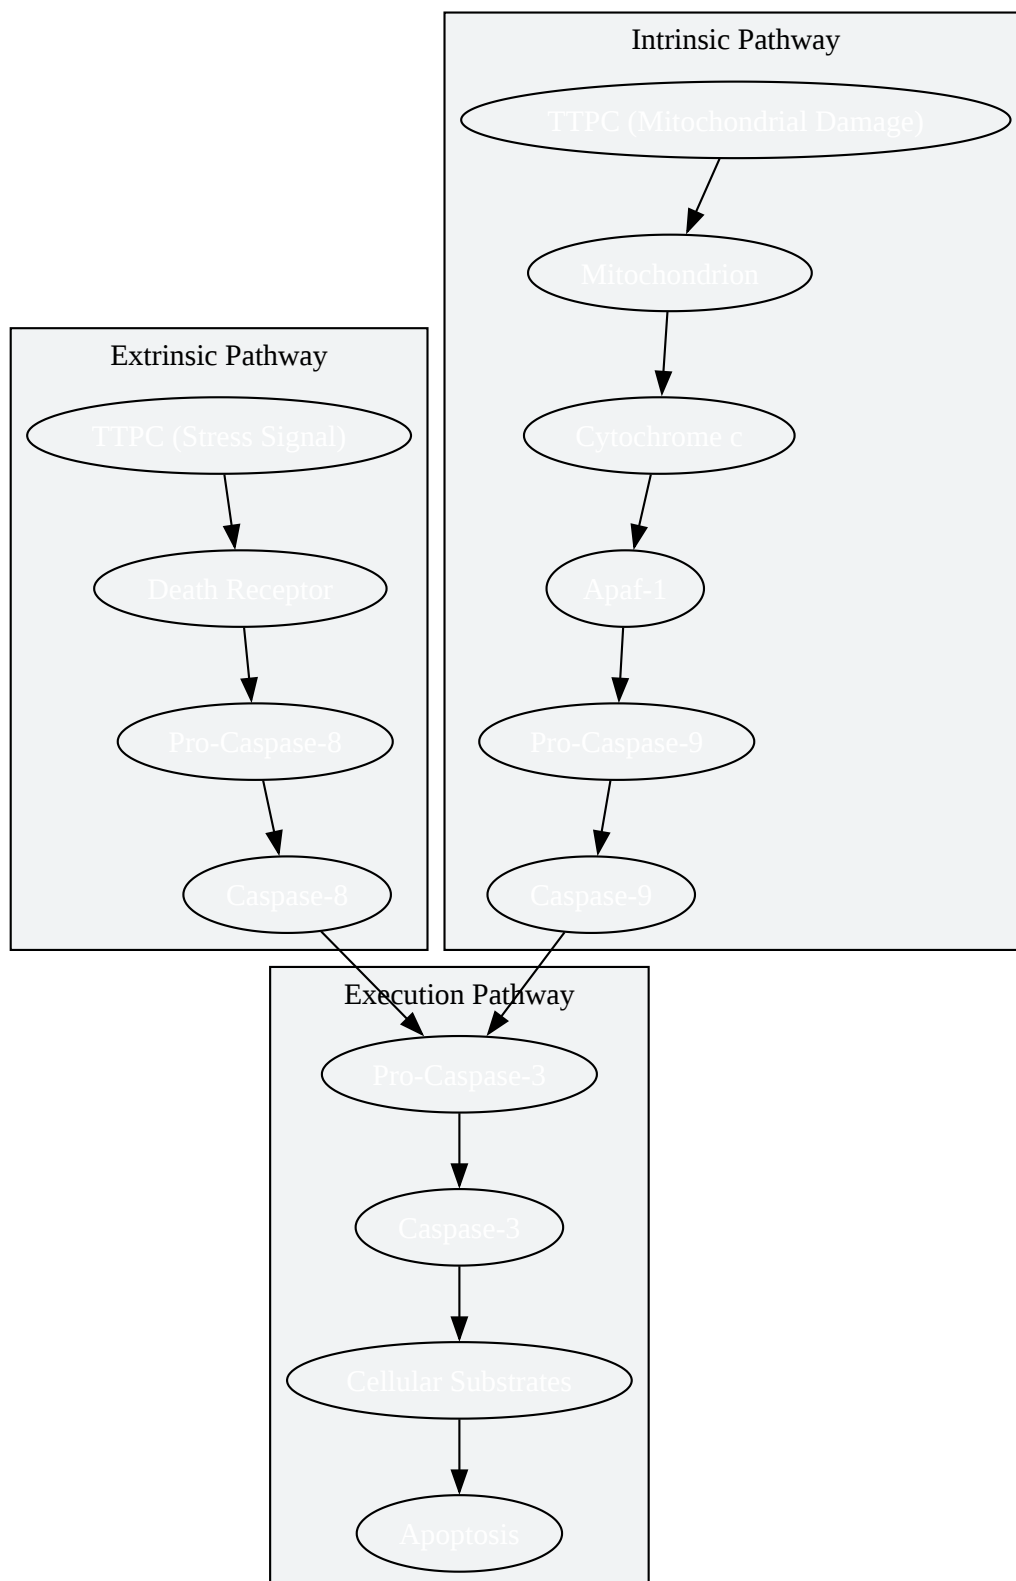 Intrinsic Pathway
TTPC (Mitochondrial Damage)
Mitochondrion
Cytochrome c
Apaf-1
Pro-Caspase-9
Caspase-9
Extrinsic Pathway
TTPC (Stress Signal)
Death Receptor
Pro-Caspase-8
Caspase-8
Execution Pathway
Pro-Caspase-3
Caspase-3
Cellular Substrates
Apoptosis